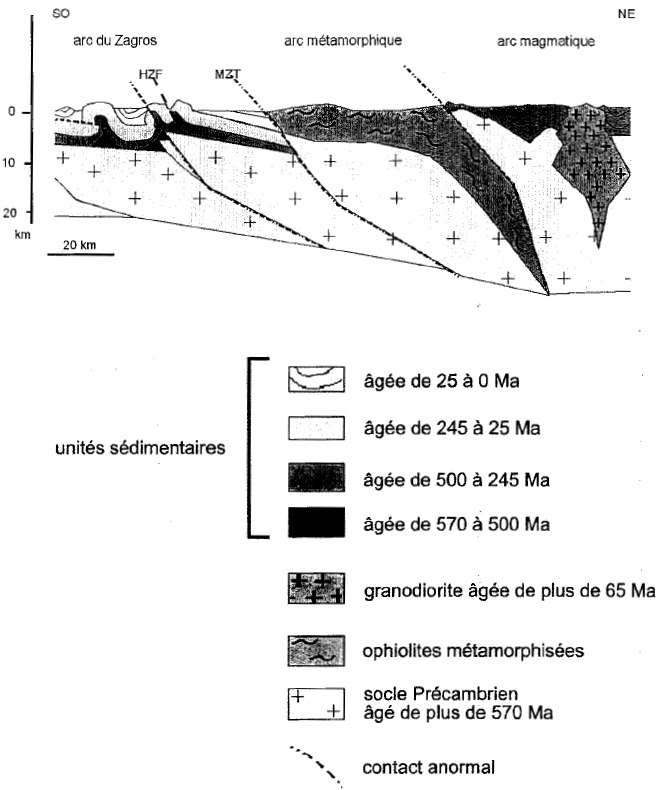 SO
NE
arc du Zagros
arc métamorphique
arc magmatique
HZF
MZT
0
10
20
km
20 km
unités sédimentaires
âgée de 25 à 0 Ma
âgée de 245 à 25 Ma
âgée de 500 à 245 Ma
âgée de 570 à 500 Ma
granodiorite âgée de plus de 65 Ma
ophiolites métamorphisées
socle Précambrien
âgé de plus de 570 Ma
contact anormal